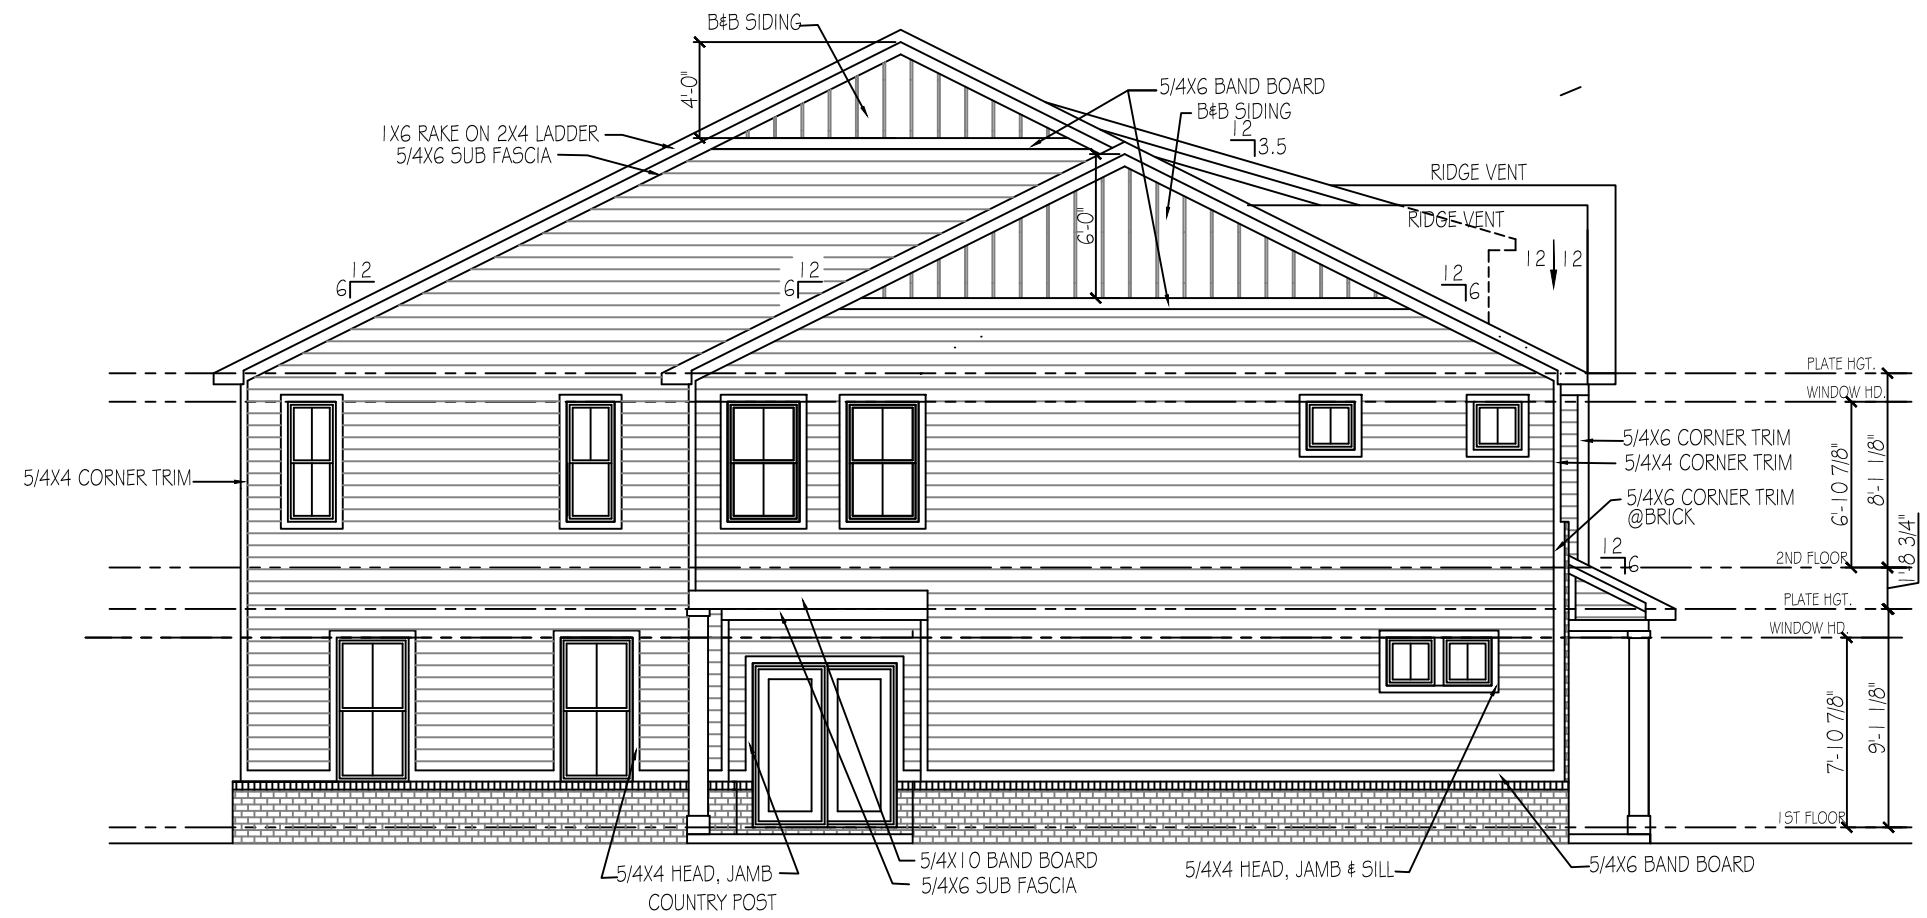 B&B SIDING
4'-0"
5/4X6 BAND BOARD
B&B SIDING
12
3.5
1X6 RAKE ON 2X4 LADDER
5/4X6 SUB FASCIA
RIDGE VENT
RIDGE VENT
6'-0"
12
6
12
6
12
6
12 12
PLATE HGT.
WINDOW HD.
5/4X6 CORNER TRIM
5/4X4 CORNER TRIM
5/4X4 CORNER TRIM
5/4X6 CORNER TRIM
@BRICK
6'-10 7/8"
8'-1 1/8"
1'-8 3/4"
12
6
2ND FLOOR
PLATE HGT.
WINDOW HD.
7'-10 7/8"
9'-1 1/8"
1ST FLOOR
5/4X4 HEAD, JAMB
COUNTRY POST
5/4X10 BAND BOARD
5/4X6 SUB FASCIA
5/4X4 HEAD, JAMB & SILL
5/4X6 BAND BOARD